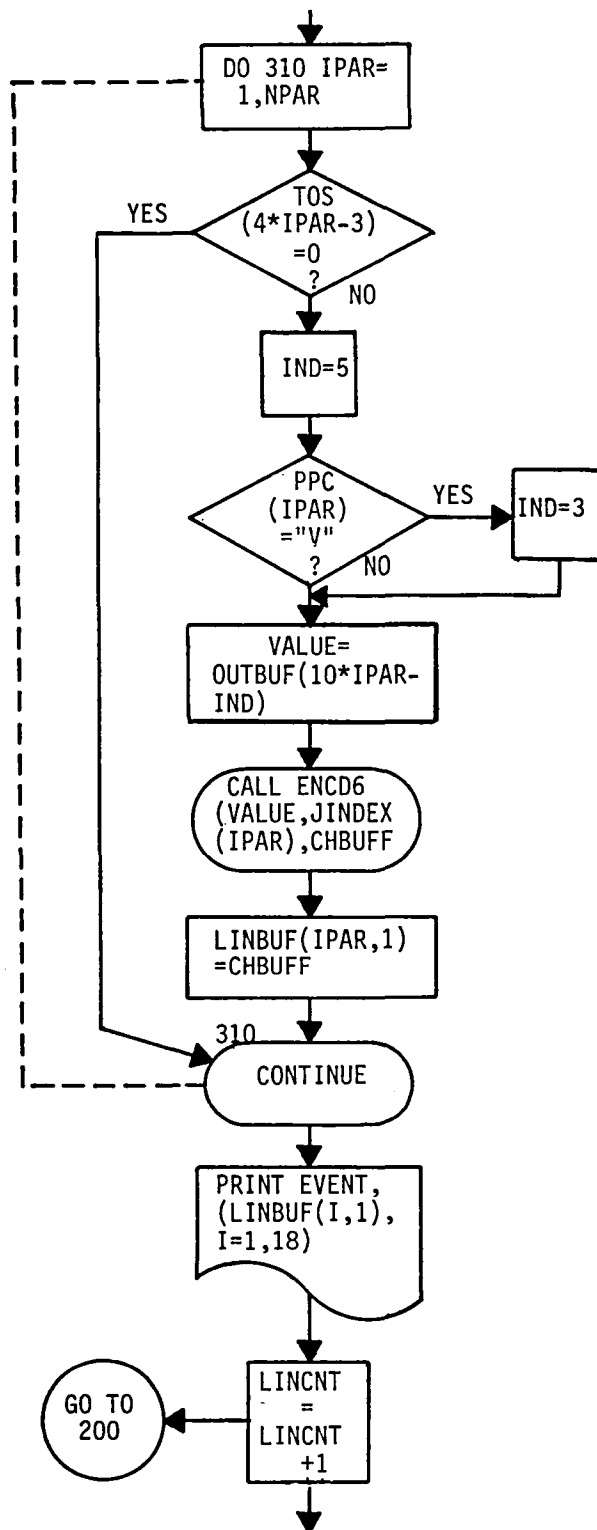 DO 310 IPAR=
1,NPAR
TOS
(4*IPAR-3)
=0
?
YES
NO
IND=5
PPC
(IPAR)
="V"
?
YES
NO
IND=3
VALUE=
OUTBUF(10*IPAR-
IND)
CALL ENCD6
(VALUE,JINDEX
(IPAR),CHBUFF
LINBUF(IPAR,1)
=CHBUFF
310
CONTINUE
PRINT EVENT,
(LINBUF(I,1),
I=1,18)
LINCNT
=
LINCNT
+1
GO TO
200